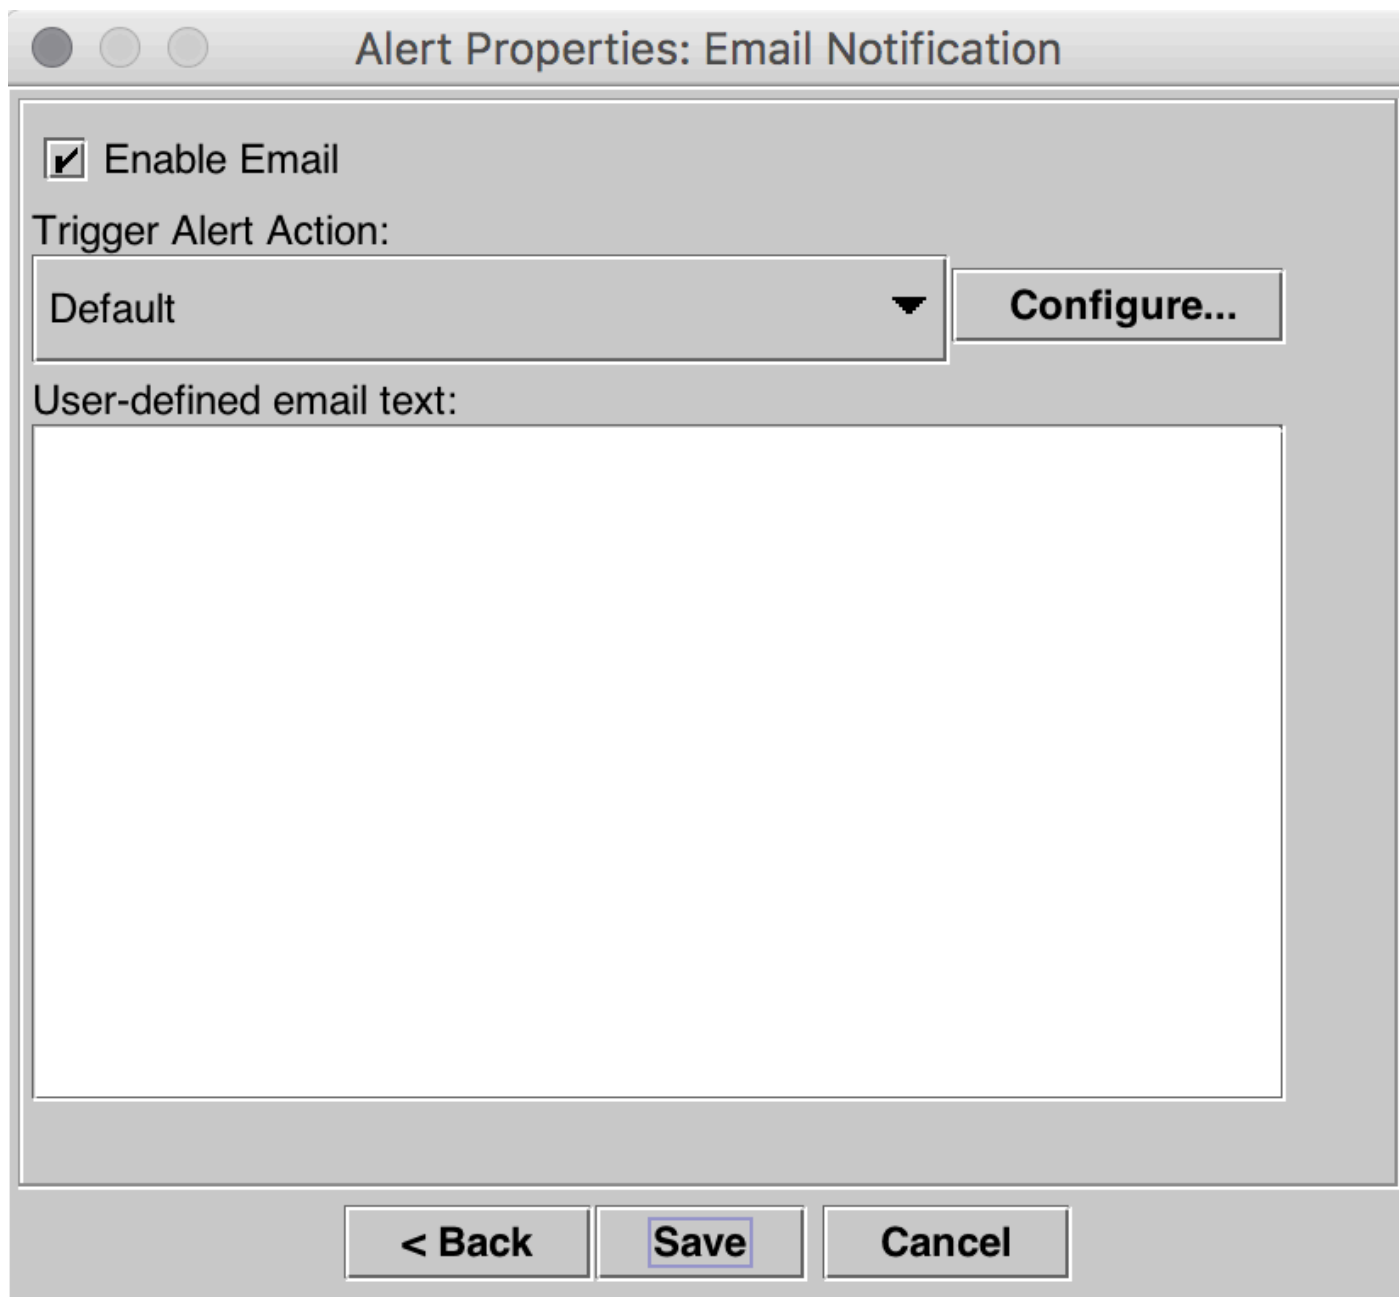 Alert Properties: Email Notification
Enable Email
Trigger Alert Action:
Default
Configure...
User-defined email text:
< Back
Save
Cancel